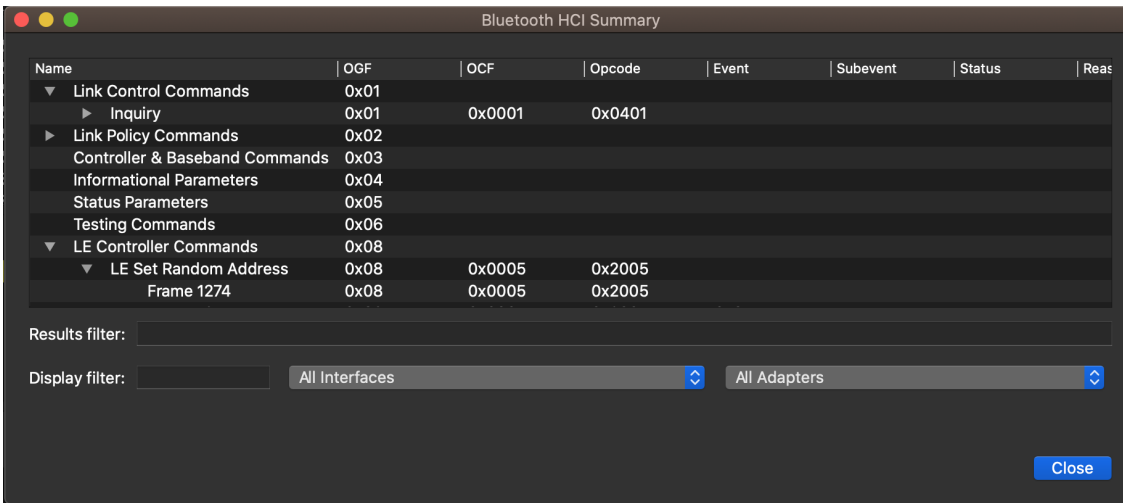 Bluetooth HCI Summary
Name OGF OCF Opcode Event Subevent Status Reas
Link Control Commands 0x01
Inquiry 0x01 0x0001 0x0401
Link Policy Commands 0x02
Controller & Baseband Commands 0x03
Informational Parameters 0x04
Status Parameters 0x05
Testing Commands 0x06
LE Controller Commands 0x08
LE Set Random Address 0x08 0x0005 0x2005
Frame 1274 0x08 0x0005 0x2005
Results filter:
Display filter: All Interfaces All Adapters
Close